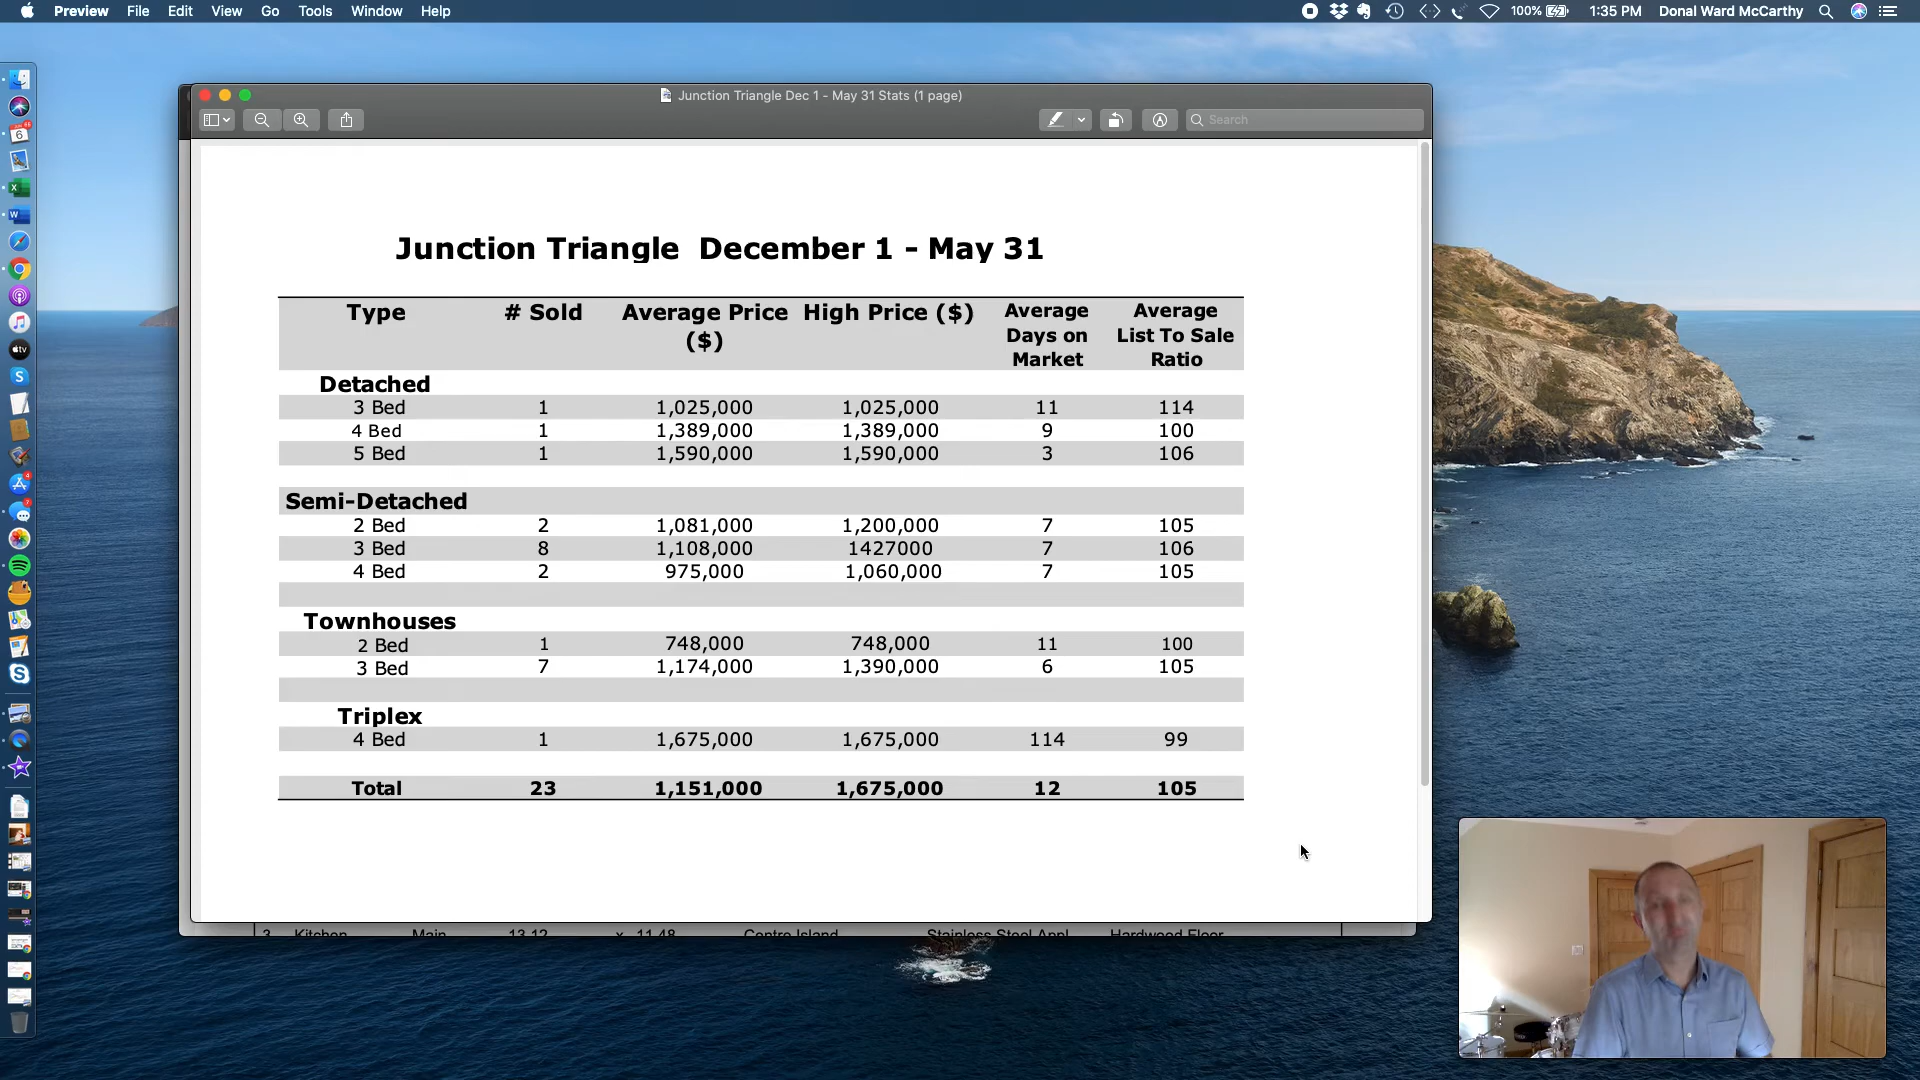 Preview File Edit View Go Tools Window Help 100% 1:35 PM Donal Ward McCarthy
Junction Triangle Dec 1 - May 31 Stats (1 page)
Search
Junction Triangle December 1 - May 31
Type # Sold Average Price ($) High Price ($) Average Days on Market Average List To Sale Ratio
Detached
3 Bed 1 1,025,000 1,025,000 11 114
4 Bed 1 1,389,000 1,389,000 9 100
5 Bed 1 1,590,000 1,590,000 3 106
Semi-Detached
2 Bed 2 1,081,000 1,200,000 7 105
3 Bed 8 1,108,000 1427000 7 106
4 Bed 2 975,000 1,060,000 7 105
Townhouses
2 Bed 1 748,000 748,000 11 100
3 Bed 7 1,174,000 1,390,000 6 105
Triplex
4 Bed 1 1,675,000 1,675,000 114 99
Total 23 1,151,000 1,675,000 12 105
3 Kitchen Main 13.12 x 11.48 Centre Island Stainless Steel Appl Hardwood Floor